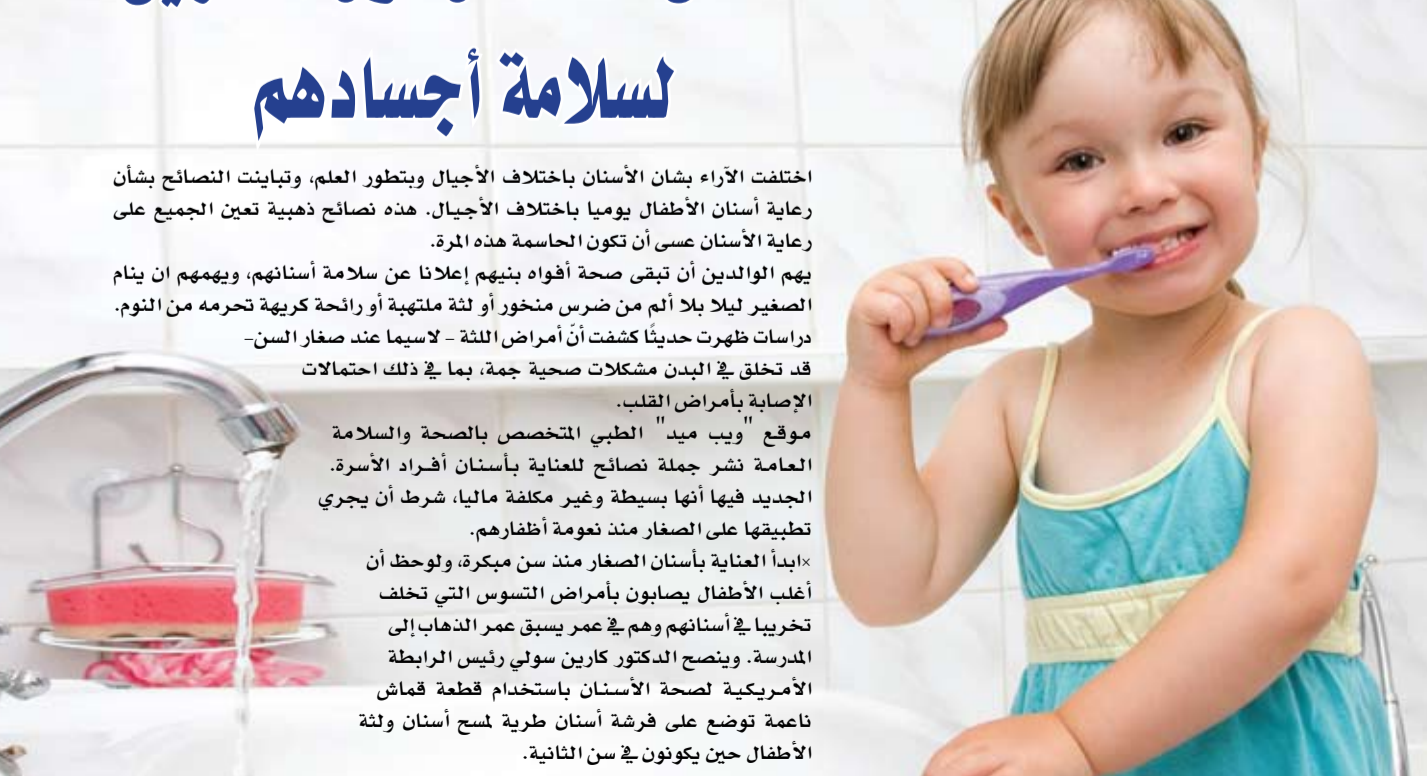 لسلامة أجسادهم
اختلفت الآراء بشان الأسنان باختلاف الأجيال وبتطور العلم، وتباينت النصائح بشأن
رعاية أسنان الأطفال يوميا باختلاف الأجيال. هذه نصائح ذهبية تعين الجميع على
رعاية الأسنان عسى أن تكون الحاسمة هذه المرة.
يهم الوالدين أن تبقى صحة أفواه بنيهم إعلانا عن سلامة أسنانهم، ويهمهم ان ينام
الصغير ليلا بلا ألم من ضرس منخور أو لثة ملتهبة أو رائحة كريهة تحرمه من النوم.
دراسات ظهرت حديثًا كشفت أنّ أمراض اللثة - لاسيما عند صغار السن-
قد تخلق في البدن مشكلات صحية جمة، بما في ذلك احتمالات
الإصابة بأمراض القلب.
موقع "ويب ميد" الطبي المتخصص بالصحة والسلامة
العامة نشر جملة نصائح للعناية بأسنان أفراد الأسرة.
الجديد فيها أنها بسيطة وغير مكلفة ماليا، شرط أن يجري
تطبيقها على الصغار منذ نعومة أظفارهم.
×ابدأ العناية بأسنان الصغار منذ سن مبكرة، ولوحظ أن
أغلب الأطفال يصابون بأمراض التسوس التي تخلف
تخريبا في أسنانهم وهم في عمر يسبق عمر الذهاب إلى
المدرسة. وينصح الدكتور كارين سولي رئيس الرابطة
الأمريكية لصحة الأسنان باستخدام قطعة قماش
ناعمة توضع على فرشة أسنان طرية لمسح أسنان ولثة
الأطفال حين يكونون في سن الثانية.